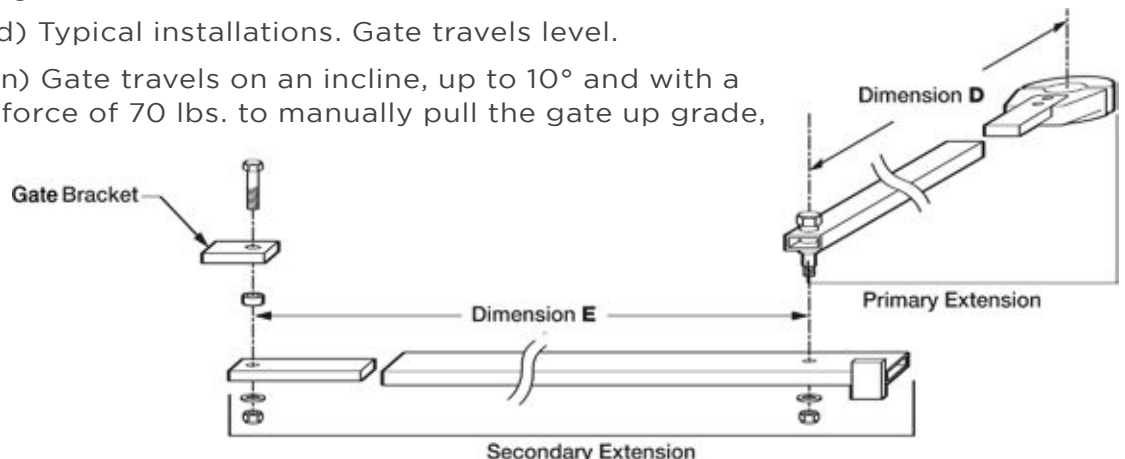 d) Typical installations. Gate travels level.
n) Gate travels on an incline, up to 10° and with a
force of 70 lbs. to manually pull the gate up grade,
Dimension D
Gate Bracket
Dimension E
Primary Extension
Secondary Extension